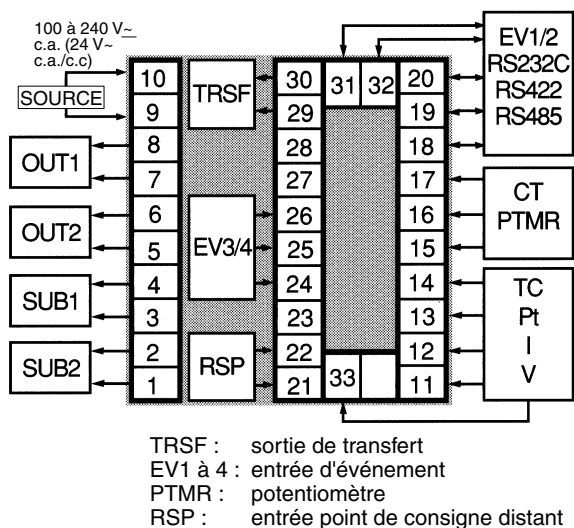 100 à 240 V~
c.a. (24 V~
c.a./c.c)
SOURCE
OUT1
OUT2
SUB1
SUB2
10
9
8
7
6
5
4
3
2
1
TRSF
EV3/4
RSP
30
29
28
27
26
25
24
23
22
21
31
32
33
20
19
18
17
16
15
14
13
12
11
EV1/2
RS232C
RS422
RS485
CT
PTMR
TC
Pt
I
V
TRSF : sortie de transfert
EV1 à 4 : entrée d'événement
PTMR : potentiomètre
RSP : entrée point de consigne distant